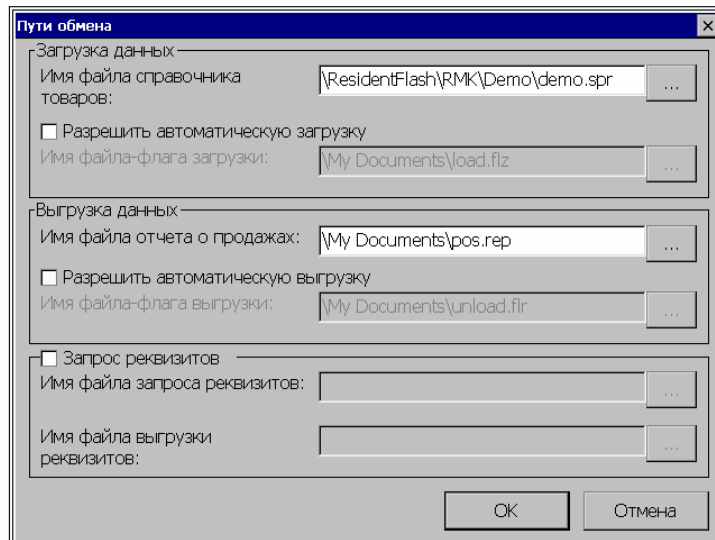 Пути обмена
Загрузка данных
Имя файла справочника
товаров:
\ResidentFlash\RMK\Demo\demo.spr
...
Разрешить автоматическую загрузку
Имя файла-флага загрузки:
\My Documents\load.flz
...
Выгрузка данных
Имя файла отчета о продажах:
\My Documents\pos.rep
...
Разрешить автоматическую выгрузку
Имя файла-флага выгрузки:
\My Documents\unload.flr
...
Запрос реквизитов
Имя файла запроса реквизитов:
...
Имя файла выгрузки
реквизитов:
...
OK
Отмена